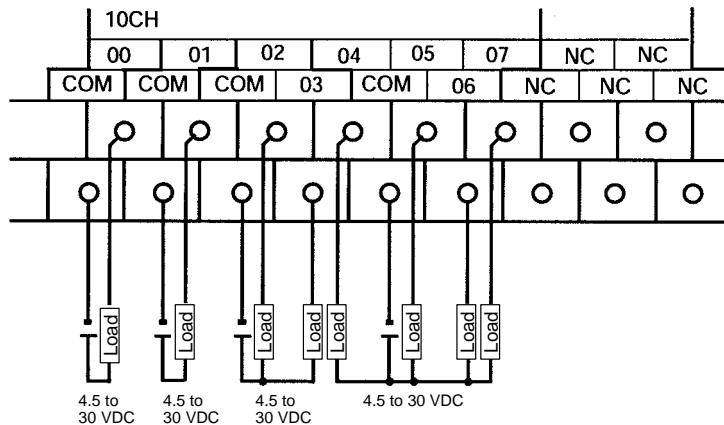 10CH
00 01 02 04 05 07 NC NC
COM COM COM 03 COM 06 NC NC NC
Load Load Load Load Load Load Load Load
4.5 to 4.5 to 4.5 to 4.5 to 30 VDC
30 VDC 30 VDC 30 VDC